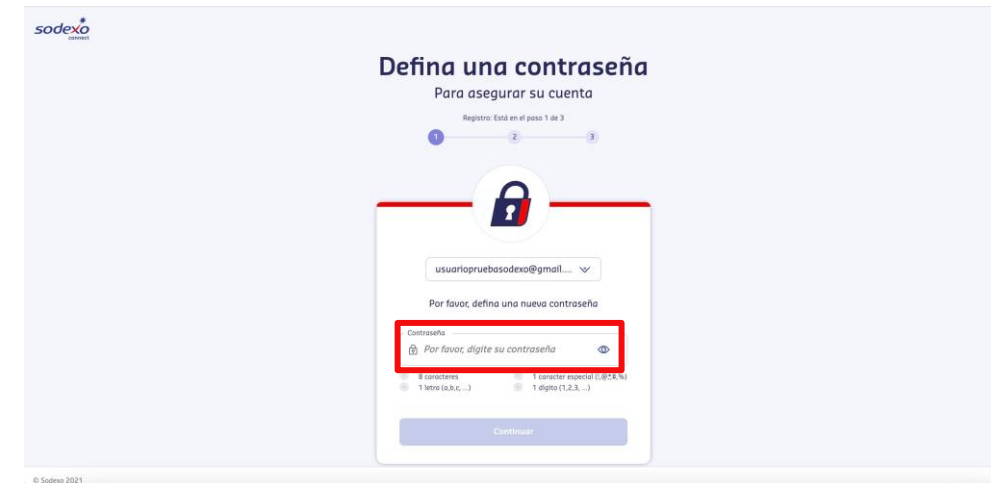 sodexo
connect
Defina una contraseña
Para asegurar su cuenta
Registro: Está en el paso 1 de 3
1 2 3
usuariopruebasodexo@gmail....
Por favor, defina una nueva contraseña
Contraseña
Por favor, digite su contraseña
8 caracteres
1 caracter especial (!,@,*,#,%)
1 letra (a,b,c, ...)
1 dígito (1,2,3, ...)
Continuar
© Sodexo 2021